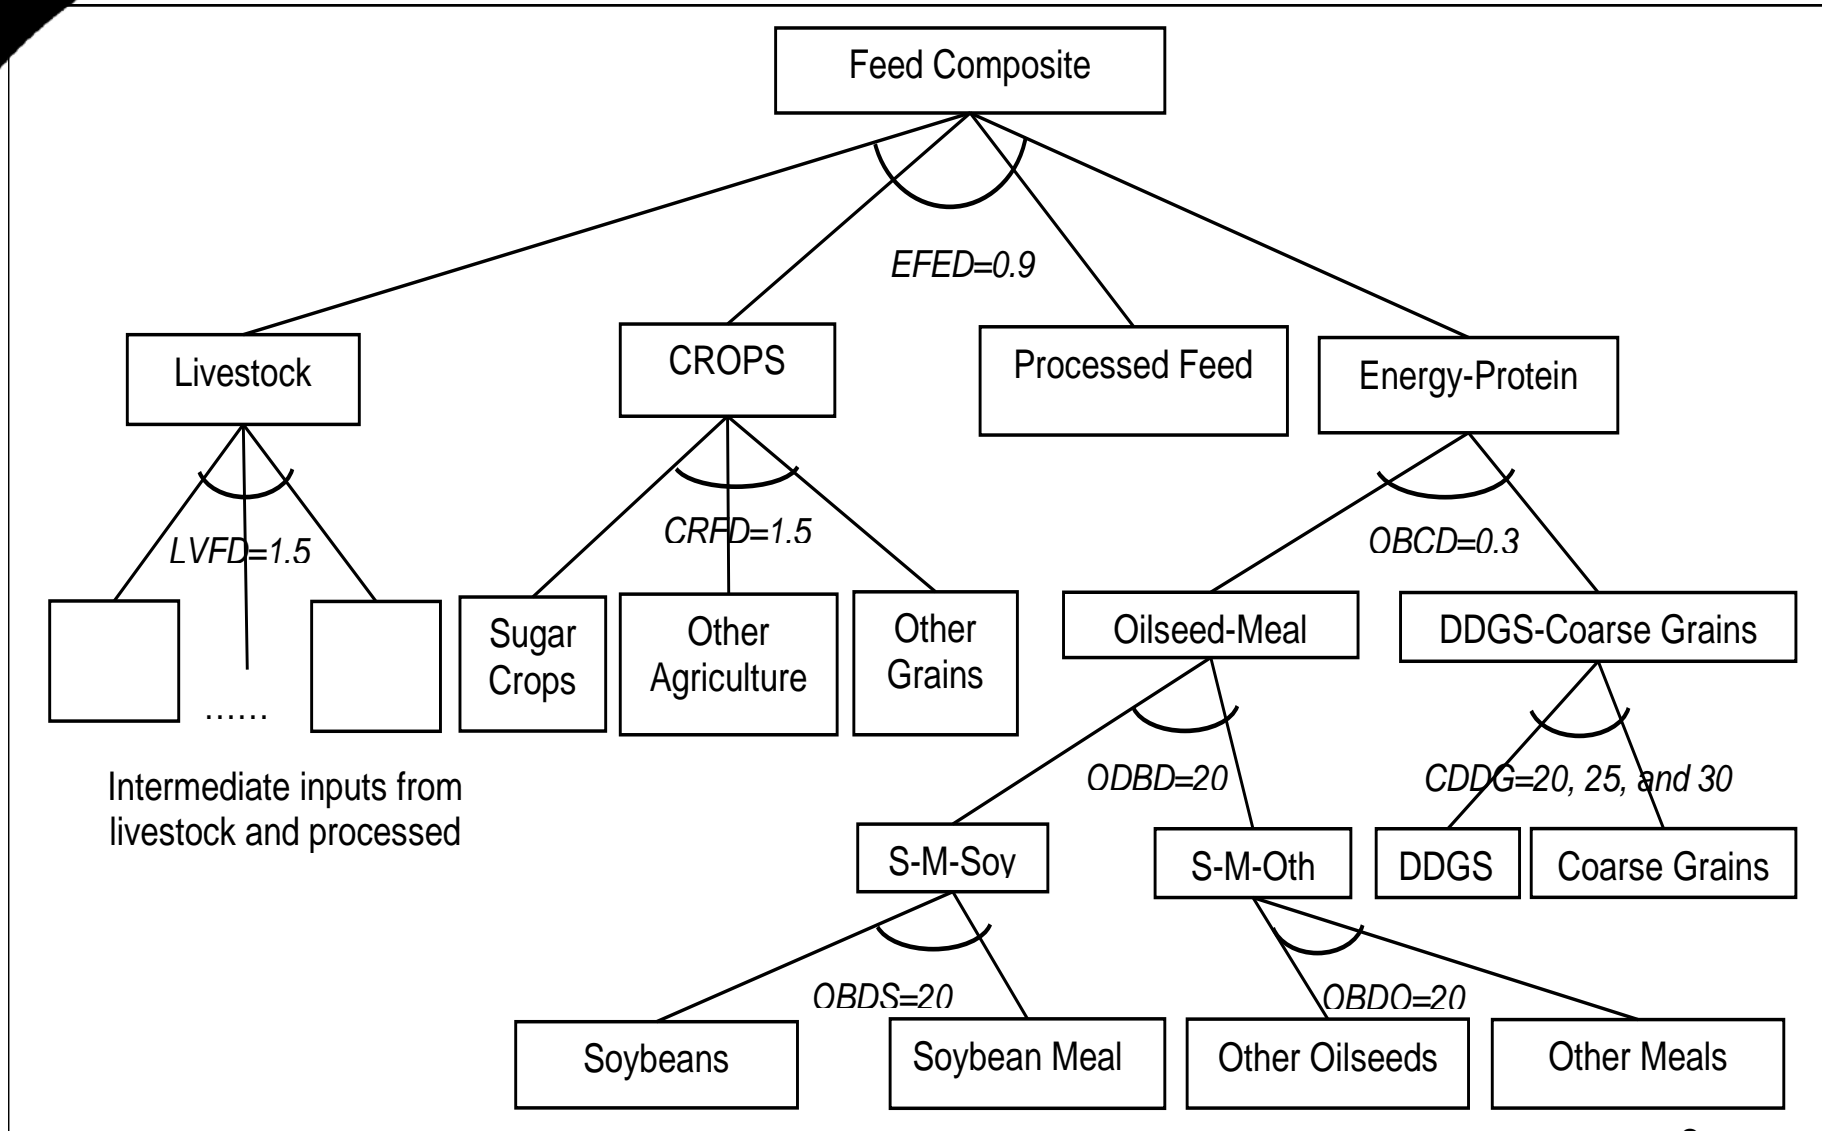 Feed Composite
EFED=0.9
Livestock
CROPS
Processed Feed
Energy-Protein
LVFD=1.5
CRFD=1.5
OBCD=0.3
Sugar
Crops
Other
Agriculture
Other
Grains
Oilseed-Meal
DDGS-Coarse Grains
......
Intermediate inputs from
livestock and processed
ODBD=20
CDDG=20, 25, and 30
S-M-Soy
S-M-Oth
DDGS
Coarse Grains
OBDS=20
OBDO=20
Soybeans
Soybean Meal
Other Oilseeds
Other Meals